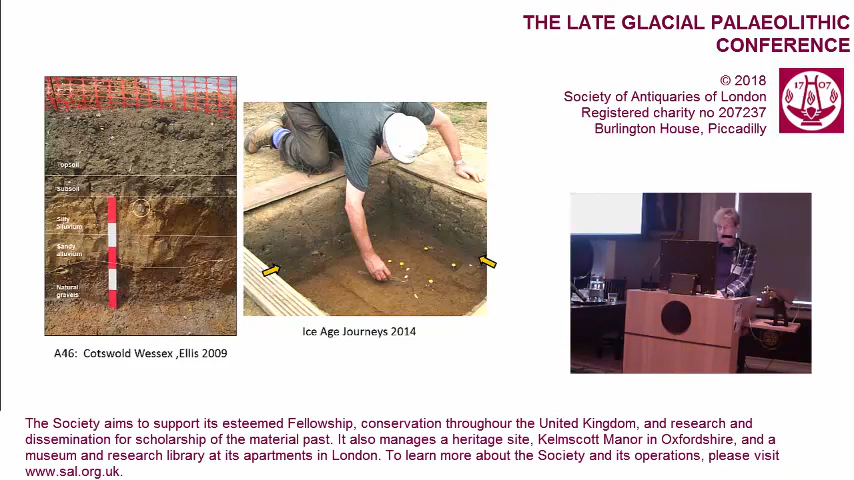 THE LATE GLACIAL PALAEOLITHIC
CONFERENCE
© 2018
Society of Antiquaries of London
Registered charity no 207237
Burlington House, Piccadilly
17 07
Topsoil
Subsoil
Silty
alluvium
Sandy
alluvium
Natural
gravels
Ice Age Journeys 2014
A46: Cotswold Wessex ,Ellis 2009
The Society aims to support its esteemed Fellowship, conservation throughour the United Kingdom, and research and
dissemination for scholarship of the material past. It also manages a heritage site, Kelmscott Manor in Oxfordshire, and a
museum and research library at its apartments in London. To learn more about the Society and its operations, please visit
www.sal.org.uk.